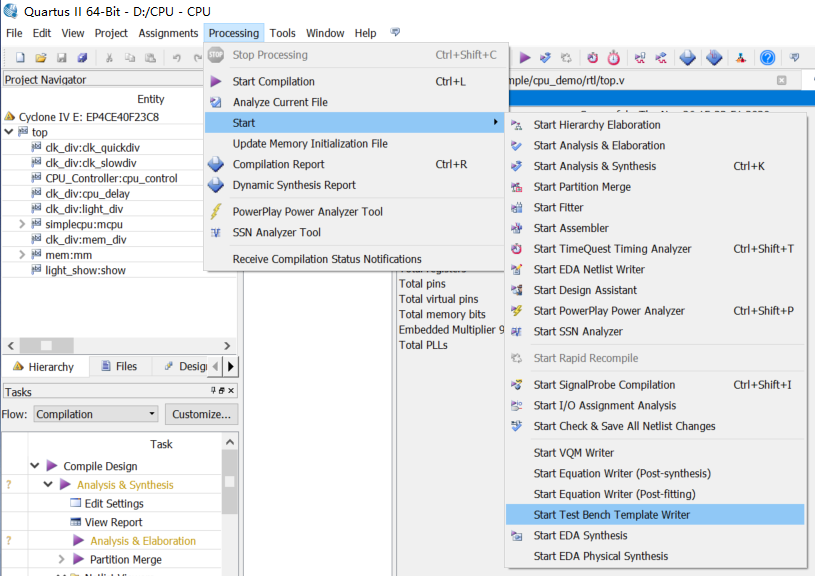 Quartus II 64-Bit - D:/CPU - CPU
File Edit View Project Assignments Processing Tools Window Help
Project Navigator
Entity
Cyclone IV E: EP4CE40F23C8
top
clk_div:clk_quickdiv
clk_div:clk_slowdiv
CPU_Controller:cpu_control
clk_div:cpu_delay
clk_div:light_div
simplecpu:mcpu
clk_div:mem_div
mem:mm
light_show:show
Hierarchy Files Design
Tasks
Flow: Compilation Customize...
Task
Compile Design
? Analysis & Synthesis
Edit Settings
View Report
? Analysis & Elaboration
Partition Merge
STOP Stop Processing Ctrl+Shift+C
Start Compilation Ctrl+L
Analyze Current File
Start
Update Memory Initialization File
Compilation Report Ctrl+R
Dynamic Synthesis Report
PowerPlay Power Analyzer Tool
SSN Analyzer Tool
Receive Compilation Status Notifications
mple/cpu_demo/rtl/top.v
Total registers
Total pins
Total virtual pins
Total memory bits
Embedded Multiplier 9
Total PLLs
Start Hierarchy Elaboration
Start Analysis & Elaboration
Start Analysis & Synthesis Ctrl+K
Start Partition Merge
Start Fitter
Start Assembler
Start TimeQuest Timing Analyzer Ctrl+Shift+T
Start EDA Netlist Writer
Start Design Assistant
Start PowerPlay Power Analyzer Ctrl+Shift+P
Start SSN Analyzer
Start Rapid Recompile
Start SignalProbe Compilation Ctrl+Shift+I
Start I/O Assignment Analysis
Start Check & Save All Netlist Changes
Start VQM Writer
Start Equation Writer (Post-synthesis)
Start Equation Writer (Post-fitting)
Start Test Bench Template Writer
Start EDA Synthesis
Start EDA Physical Synthesis